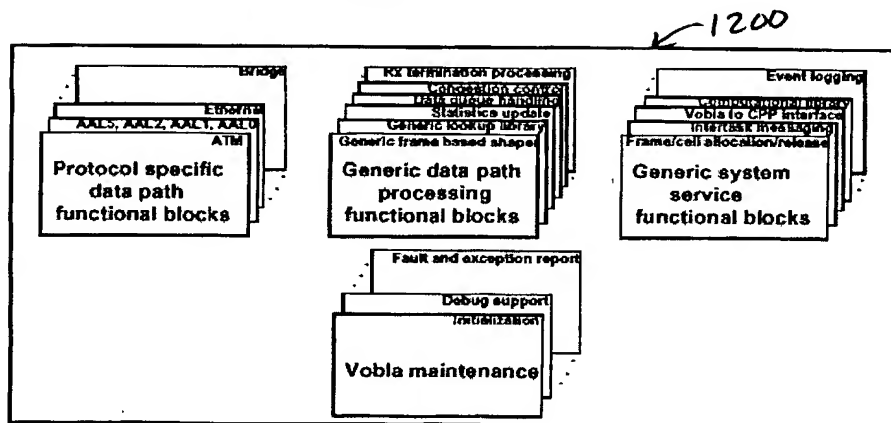 1200
Bridge
Ethernet
AAL5, AAL2, AAL1, AAL0
ATM
Protocol specific
data path
functional blocks
Rx termination processing
Congestion control
Data queue handling
Statistics update
Generic lookup library
Generic frame based shaper
Generic data path
processing
functional blocks
Event logging
Computational library
Vobla to CPP interface
Intertask messaging
Frame/cell allocation/release
Generic system
service
functional blocks
Fault and exception report
Debug support
Initialization
Vobla maintenance